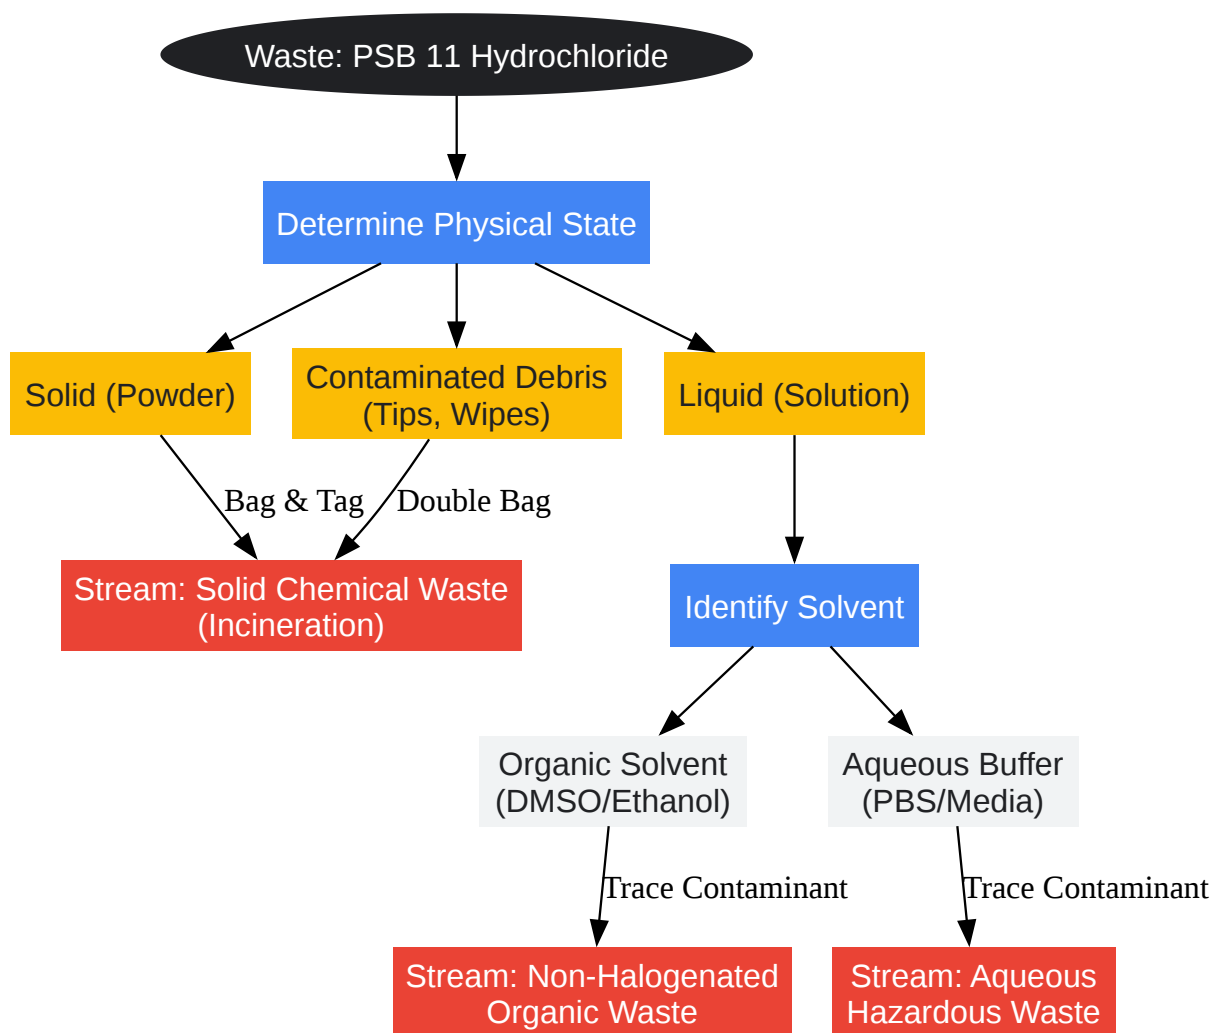 Waste: PSB 11 Hydrochloride
Determine Physical State
Solid (Powder)
Contaminated Debris
(Tips, Wipes)
Liquid (Solution)
Bag & Tag
Double Bag
Stream: Solid Chemical Waste
(Incineration)
Identify Solvent
Organic Solvent
(DMSO/Ethanol)
Aqueous Buffer
(PBS/Media)
Trace Contaminant
Trace Contaminant
Stream: Non-Halogenated
Organic Waste
Stream: Aqueous
Hazardous Waste